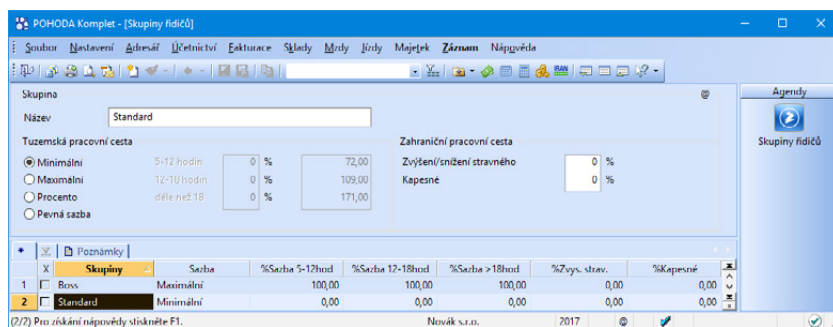 POHODA Komplet - [Skupiny řidičů]
Soubor Nastavení Adresář Účetnictví Fakturace Sklady Mzdy Jízdy Majetek Záznam Nápověda
Skupina @ Agendy
Název Standard
Skupiny řidičů
Tuzemská pracovní cesta Zahraniční pracovní cesta
Minimální 5-12 hodin 0 % 72,00 Zvýšení/snížení stravného 0 %
Maximální 12-18 hodin 0 % 109,00 Kapesné 0 %
Procento déle než 18 0 % 171,00
Pevná sazba
* Poznámky
X Skupiny Sazba %Sazba 5-12hod %Sazba 12-18hod %Sazba >18hod %Zvys. strav. %Kapesné
1 Boss Maximální 100,00 100,00 100,00 0,00 0,00
2 Standard Minimální 0,00 0,00 0,00 0,00 0,00
(2/2) Pro získání nápovědy stiskněte F1. Novák s.r.o. 2017 @